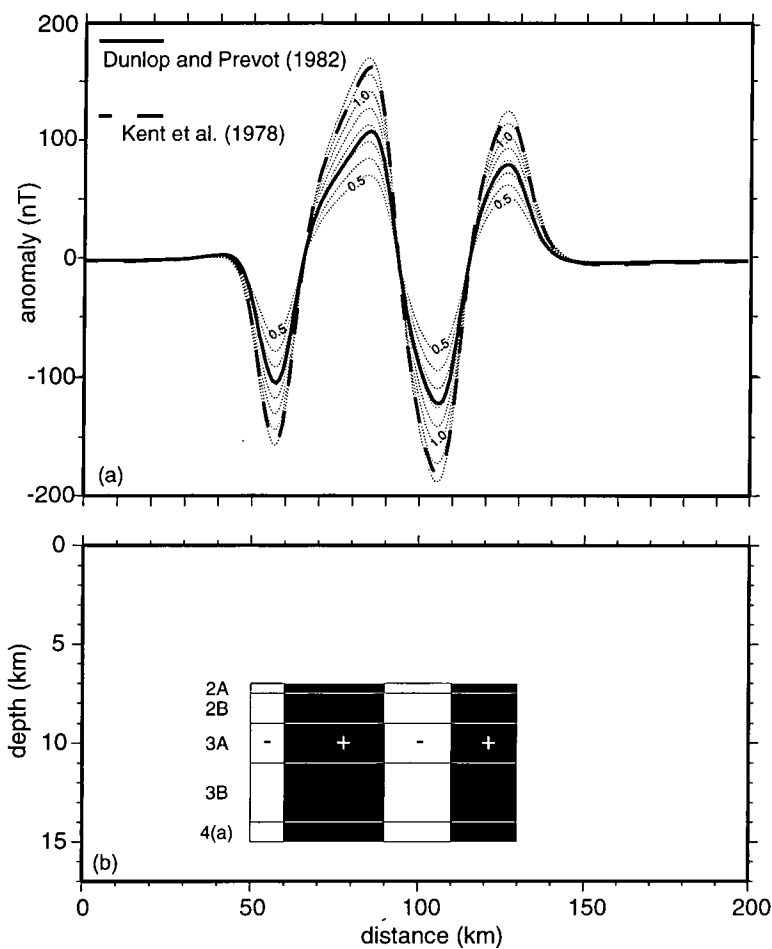 200
Dunlop and Prevot (1982)
1.0
1.0
Kent et al. (1978)
100
0.5
0.5
anomaly (nT)
0
0.5
0.5
-100
1.0
(a)
-200
0
5
depth (km)
2A
2B
3A - + - +
10
3B
4(a)
15
(b)
0 50 100 150 200
distance (km)